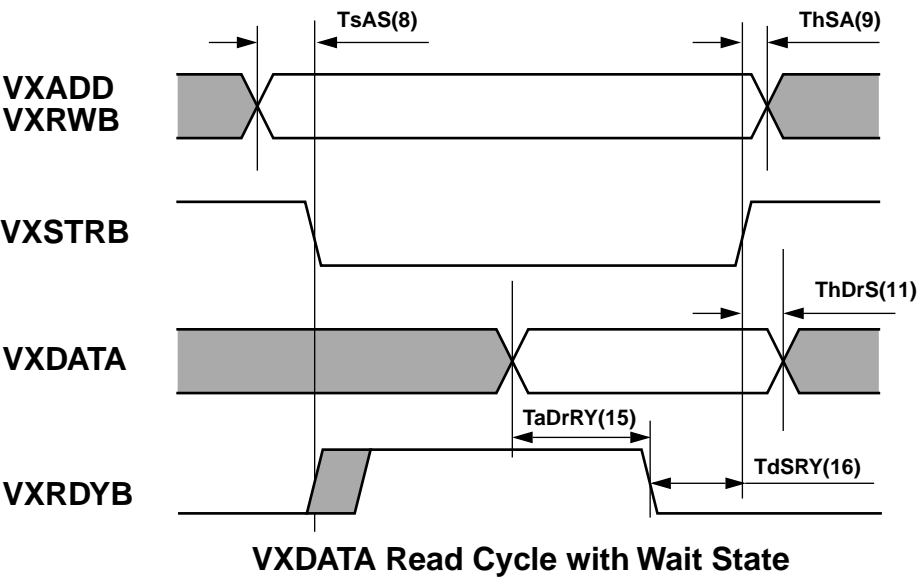 TsAS(8)
ThSA(9)
VXADD
VXRWB
VXSTRB
ThDrS(11)
VXDATA
TaDrRY(15)
TdSRY(16)
VXRDYB
VXDATA Read Cycle with Wait State